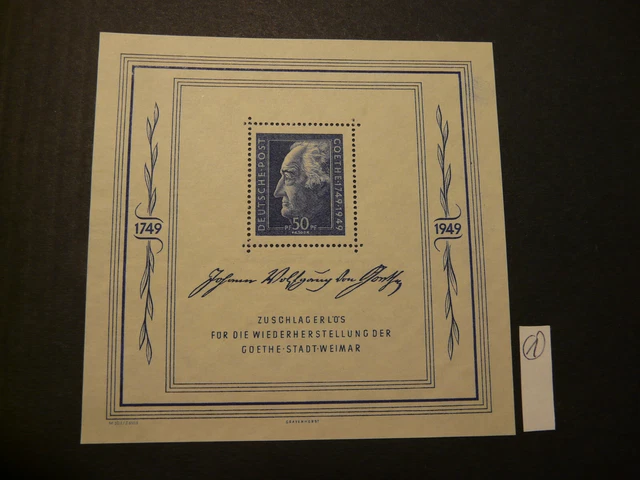 DEUTSCHE·POST
GOETHE·1749·1949
PF 50 PF
1749
1949
Johann Wolfgang von Goethe
ZUSCHLAGERLÖS
FÜR DIE WIEDERHERSTELLUNG DER
GOETHE·STADT·WEIMAR
1